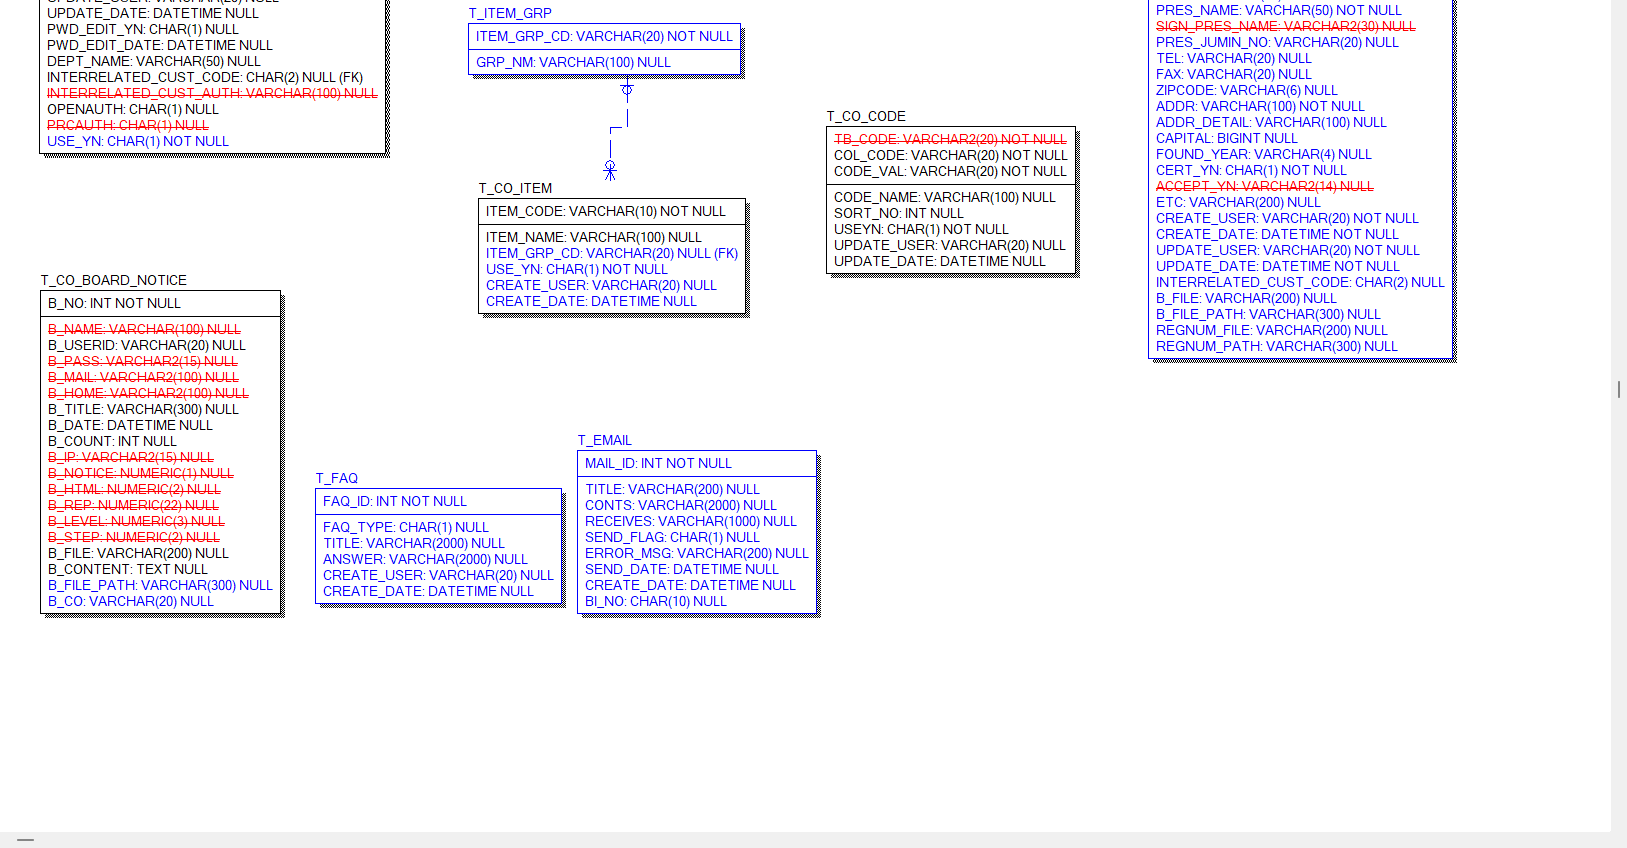 UPDATE_DATE: DATETIME NULL
PWD_EDIT_YN: CHAR(1) NULL
PWD_EDIT_DATE: DATETIME NULL
DEPT_NAME: VARCHAR(50) NULL
INTERRELATED_CUST_CODE: CHAR(2) NULL (FK)
INTERRELATED_CUST_AUTH: VARCHAR(100) NULL
OPENAUTH: CHAR(1) NULL
PRCAUTH: CHAR(1) NULL
USE_YN: CHAR(1) NOT NULL
T_ITEM_GRP
ITEM_GRP_CD: VARCHAR(20) NOT NULL
GRP_NM: VARCHAR(100) NULL
T_CO_ITEM
ITEM_CODE: VARCHAR(10) NOT NULL
ITEM_NAME: VARCHAR(100) NULL
ITEM_GRP_CD: VARCHAR(20) NULL (FK)
USE_YN: CHAR(1) NOT NULL
CREATE_USER: VARCHAR(20) NULL
CREATE_DATE: DATETIME NULL
T_CO_CODE
TB_CODE: VARCHAR2(20) NOT NULL
COL_CODE: VARCHAR(20) NOT NULL
CODE_VAL: VARCHAR(20) NOT NULL
CODE_NAME: VARCHAR(100) NULL
SORT_NO: INT NULL
USEYN: CHAR(1) NOT NULL
UPDATE_USER: VARCHAR(20) NULL
UPDATE_DATE: DATETIME NULL
PRES_NAME: VARCHAR(50) NOT NULL
SIGN_PRES_NAME: VARCHAR2(30) NULL
PRES_JUMIN_NO: VARCHAR(20) NULL
TEL: VARCHAR(20) NULL
FAX: VARCHAR(20) NULL
ZIPCODE: VARCHAR(6) NULL
ADDR: VARCHAR(100) NOT NULL
ADDR_DETAIL: VARCHAR(100) NULL
CAPITAL: BIGINT NULL
FOUND_YEAR: VARCHAR(4) NULL
CERT_YN: CHAR(1) NOT NULL
ACCEPT_YN: VARCHAR2(14) NULL
ETC: VARCHAR(200) NULL
CREATE_USER: VARCHAR(20) NOT NULL
CREATE_DATE: DATETIME NOT NULL
UPDATE_USER: VARCHAR(20) NOT NULL
UPDATE_DATE: DATETIME NOT NULL
INTERRELATED_CUST_CODE: CHAR(2) NULL
B_FILE: VARCHAR(200) NULL
B_FILE_PATH: VARCHAR(300) NULL
REGNUM_FILE: VARCHAR(200) NULL
REGNUM_PATH: VARCHAR(300) NULL
T_CO_BOARD_NOTICE
B_NO: INT NOT NULL
B_NAME: VARCHAR(100) NULL
B_USERID: VARCHAR(20) NULL
B_PASS: VARCHAR2(15) NULL
B_MAIL: VARCHAR2(100) NULL
B_HOME: VARCHAR2(100) NULL
B_TITLE: VARCHAR(300) NULL
B_DATE: DATETIME NULL
B_COUNT: INT NULL
B_IP: VARCHAR2(15) NULL
B_NOTICE: NUMERIC(1) NULL
B_HTML: NUMERIC(2) NULL
B_REP: NUMERIC(22) NULL
B_LEVEL: NUMERIC(3) NULL
B_STEP: NUMERIC(2) NULL
B_FILE: VARCHAR(200) NULL
B_CONTENT: TEXT NULL
B_FILE_PATH: VARCHAR(300) NULL
B_CO: VARCHAR(20) NULL
T_FAQ
FAQ_ID: INT NOT NULL
FAQ_TYPE: CHAR(1) NULL
TITLE: VARCHAR(2000) NULL
ANSWER: VARCHAR(2000) NULL
CREATE_USER: VARCHAR(20) NULL
CREATE_DATE: DATETIME NULL
T_EMAIL
MAIL_ID: INT NOT NULL
TITLE: VARCHAR(200) NULL
CONTS: VARCHAR(2000) NULL
RECEIVES: VARCHAR(1000) NULL
SEND_FLAG: CHAR(1) NULL
ERROR_MSG: VARCHAR(200) NULL
SEND_DATE: DATETIME NULL
CREATE_DATE: DATETIME NULL
BI_NO: CHAR(10) NULL